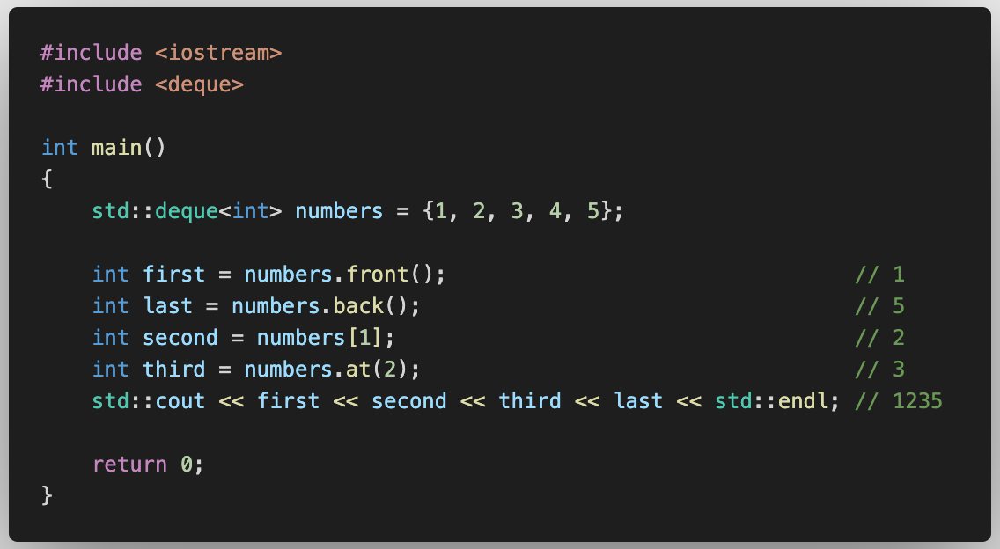 #include <iostream>
#include <deque>
int main()
{
    std::deque<int> numbers = {1, 2, 3, 4, 5};
    int first = numbers.front();                                // 1
    int last = numbers.back();                                  // 5
    int second = numbers[1];                                    // 2
    int third = numbers.at(2);                                  // 3
    std::cout << first << second << third << last << std::endl; // 1235
    return 0;
}